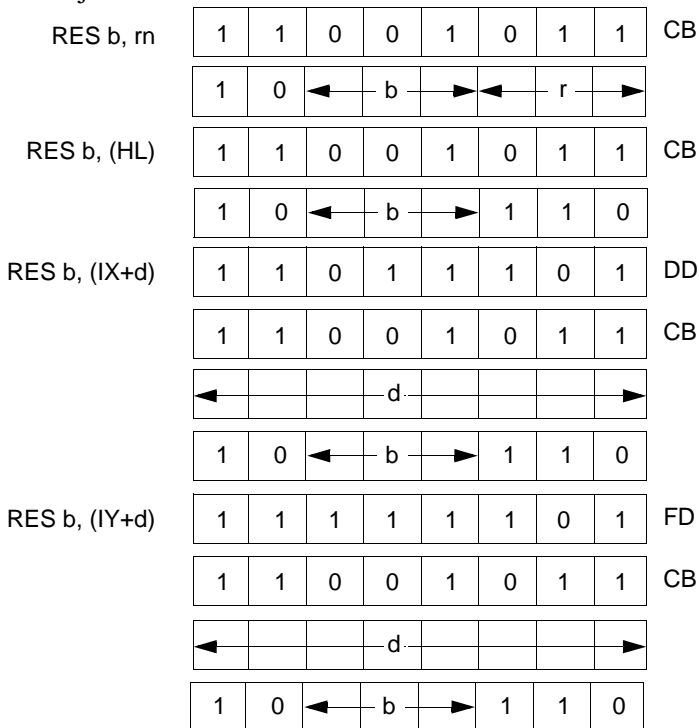 RES b, rn 1 1 0 0 1 0 1 1 CB
1 0 b r
RES b, (HL) 1 1 0 0 1 0 1 1 CB
1 0 b 1 1 0
RES b, (IX+d) 1 1 0 1 1 1 0 1 DD
1 1 0 0 1 0 1 1 CB
d
1 0 b 1 1 0
RES b, (IY+d) 1 1 1 1 1 1 0 1 FD
1 1 0 0 1 0 1 1 CB
d
1 0 b 1 1 0